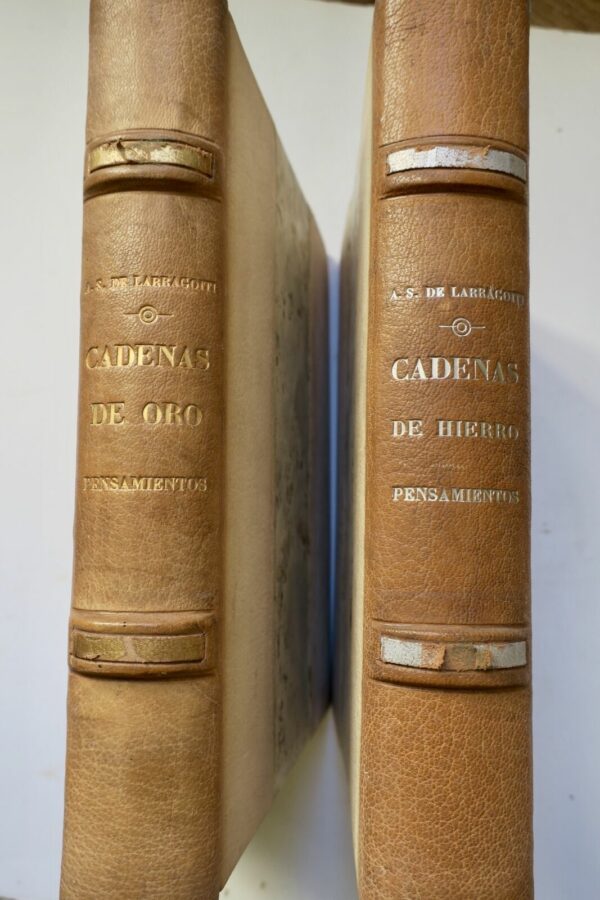 A. S. DE LARRAGOITI
CADENAS
DE ORO
PENSAMIENTOS
A. S. DE LARRAGOITI
CADENAS
DE HIERRO
PENSAMIENTOS